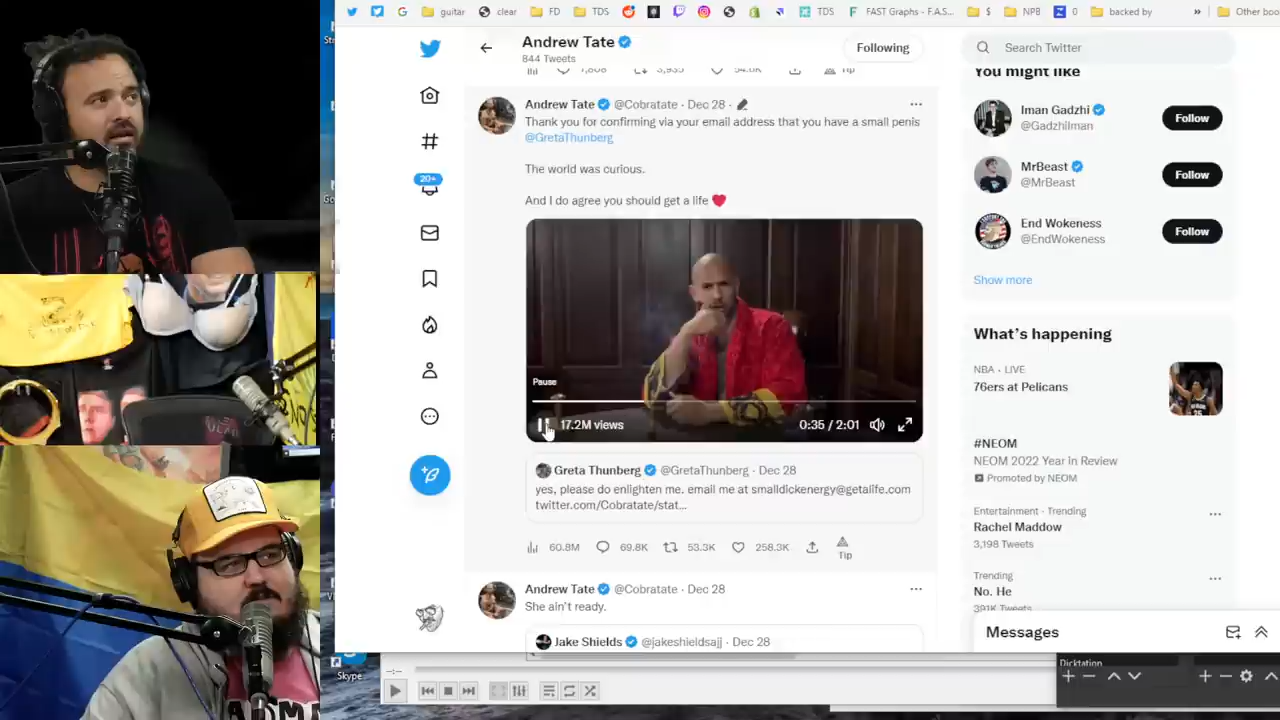 guitar
clear
FD
TDS
TDS
FAST Graphs - F.A.S...
$
NPB
0
backed by
»
Other boo
Andrew Tate
844 Tweets
Following
Search Twitter
Tip
You might like
Andrew Tate @Cobratate · Dec 28 ·
Thank you for confirming via your email address that you have a small penis
@GretaThunberg
The world was curious.
And I do agree you should get a life
20+
Iman Gadzhi
@GadzhiIman
Follow
MrBeast
@MrBeast
Follow
End Wokeness
@EndWokeness
Follow
Show more
Pause
17.2M views
0:35 / 2:01
What's happening
NBA · LIVE
76ers at Pelicans
#NEOM
NEOM 2022 Year in Review
Promoted by NEOM
Entertainment · Trending
Rachel Maddow
3,198 Tweets
Trending
No. He
391K Tweets
Greta Thunberg @GretaThunberg · Dec 28
yes, please do enlighten me. email me at smalldickenergy@getalife.com
twitter.com/Cobratate/stat...
60.8M
69.8K
53.3K
258.3K
Tip
Andrew Tate @Cobratate · Dec 28
She ain't ready.
Jake Shields @jakeshieldsajj · Dec 28
Messages
Skype
Dicktation